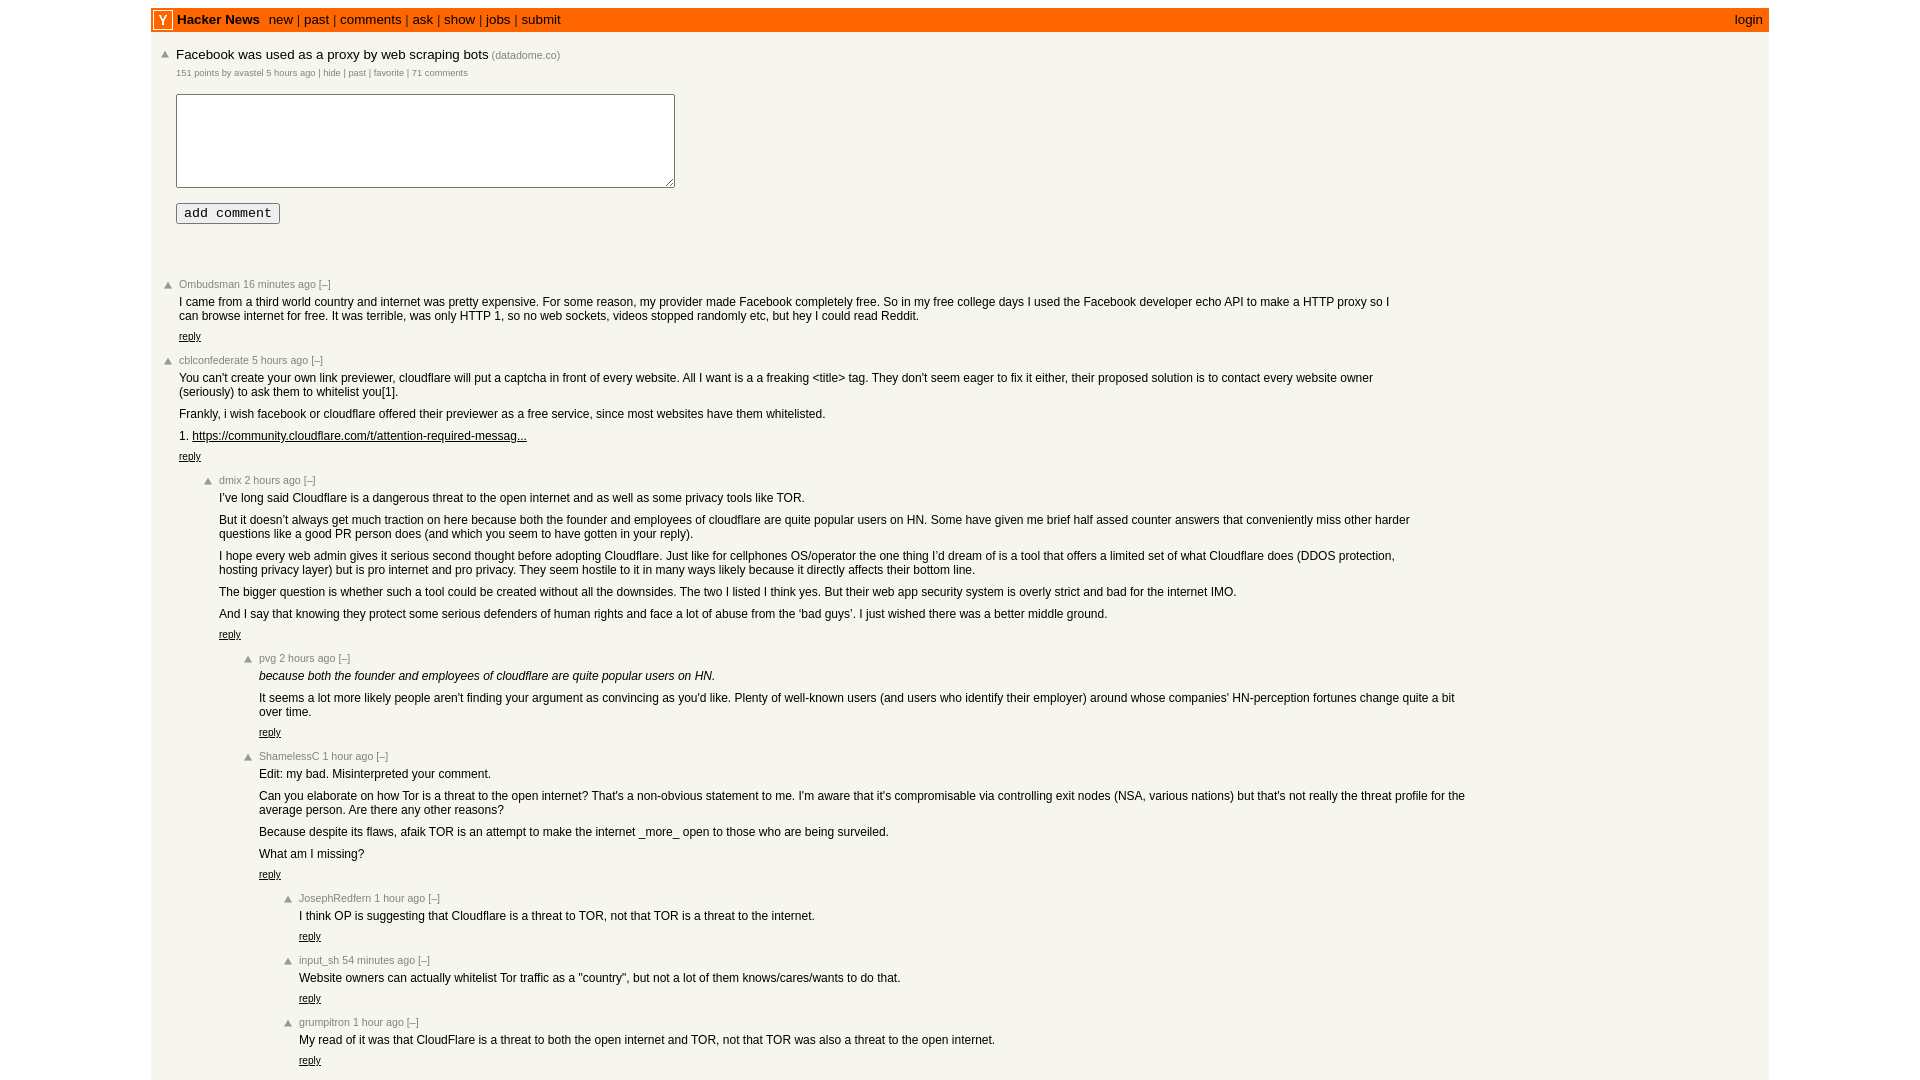 Y Hacker News new | past | comments | ask | show | jobs | submit login
Facebook was used as a proxy by web scraping bots (datadome.co)
151 points by avastel 5 hours ago | hide | past | favorite | 71 comments
add comment
Ombudsman 16 minutes ago [–]
I came from a third world country and internet was pretty expensive. For some reason, my provider made Facebook completely free. So in my free college days I used the Facebook developer echo API to make a HTTP proxy so I
can browse internet for free. It was terrible, was only HTTP 1, so no web sockets, videos stopped randomly etc, but hey I could read Reddit.
reply
cblconfederate 5 hours ago [–]
You can't create your own link previewer, cloudflare will put a captcha in front of every website. All I want is a a freaking <title> tag. They don't seem eager to fix it either, their proposed solution is to contact every website owner
(seriously) to ask them to whitelist you[1].
Frankly, i wish facebook or cloudflare offered their previewer as a free service, since most websites have them whitelisted.
1. https://community.cloudflare.com/t/attention-required-messag...
reply
dmix 2 hours ago [–]
I’ve long said Cloudflare is a dangerous threat to the open internet and as well as some privacy tools like TOR.
But it doesn’t always get much traction on here because both the founder and employees of cloudflare are quite popular users on HN. Some have given me brief half assed counter answers that conveniently miss other harder
questions like a good PR person does (and which you seem to have gotten in your reply).
I hope every web admin gives it serious second thought before adopting Cloudflare. Just like for cellphones OS/operator the one thing I’d dream of is a tool that offers a limited set of what Cloudflare does (DDOS protection,
hosting privacy layer) but is pro internet and pro privacy. They seem hostile to it in many ways likely because it directly affects their bottom line.
The bigger question is whether such a tool could be created without all the downsides. The two I listed I think yes. But their web app security system is overly strict and bad for the internet IMO.
And I say that knowing they protect some serious defenders of human rights and face a lot of abuse from the ‘bad guys’. I just wished there was a better middle ground.
reply
pvg 2 hours ago [–]
because both the founder and employees of cloudflare are quite popular users on HN.
It seems a lot more likely people aren't finding your argument as convincing as you'd like. Plenty of well-known users (and users who identify their employer) around whose companies' HN-perception fortunes change quite a bit
over time.
reply
ShamelessC 1 hour ago [–]
Edit: my bad. Misinterpreted your comment.
Can you elaborate on how Tor is a threat to the open internet? That's a non-obvious statement to me. I'm aware that it's compromisable via controlling exit nodes (NSA, various nations) but that's not really the threat profile for the
average person. Are there any other reasons?
Because despite its flaws, afaik TOR is an attempt to make the internet _more_ open to those who are being surveiled.
What am I missing?
reply
JosephRedfern 1 hour ago [–]
I think OP is suggesting that Cloudflare is a threat to TOR, not that TOR is a threat to the internet.
reply
input_sh 54 minutes ago [–]
Website owners can actually whitelist Tor traffic as a "country", but not a lot of them knows/cares/wants to do that.
reply
grumpitron 1 hour ago [–]
My read of it was that CloudFlare is a threat to both the open internet and TOR, not that TOR was also a threat to the open internet.
reply